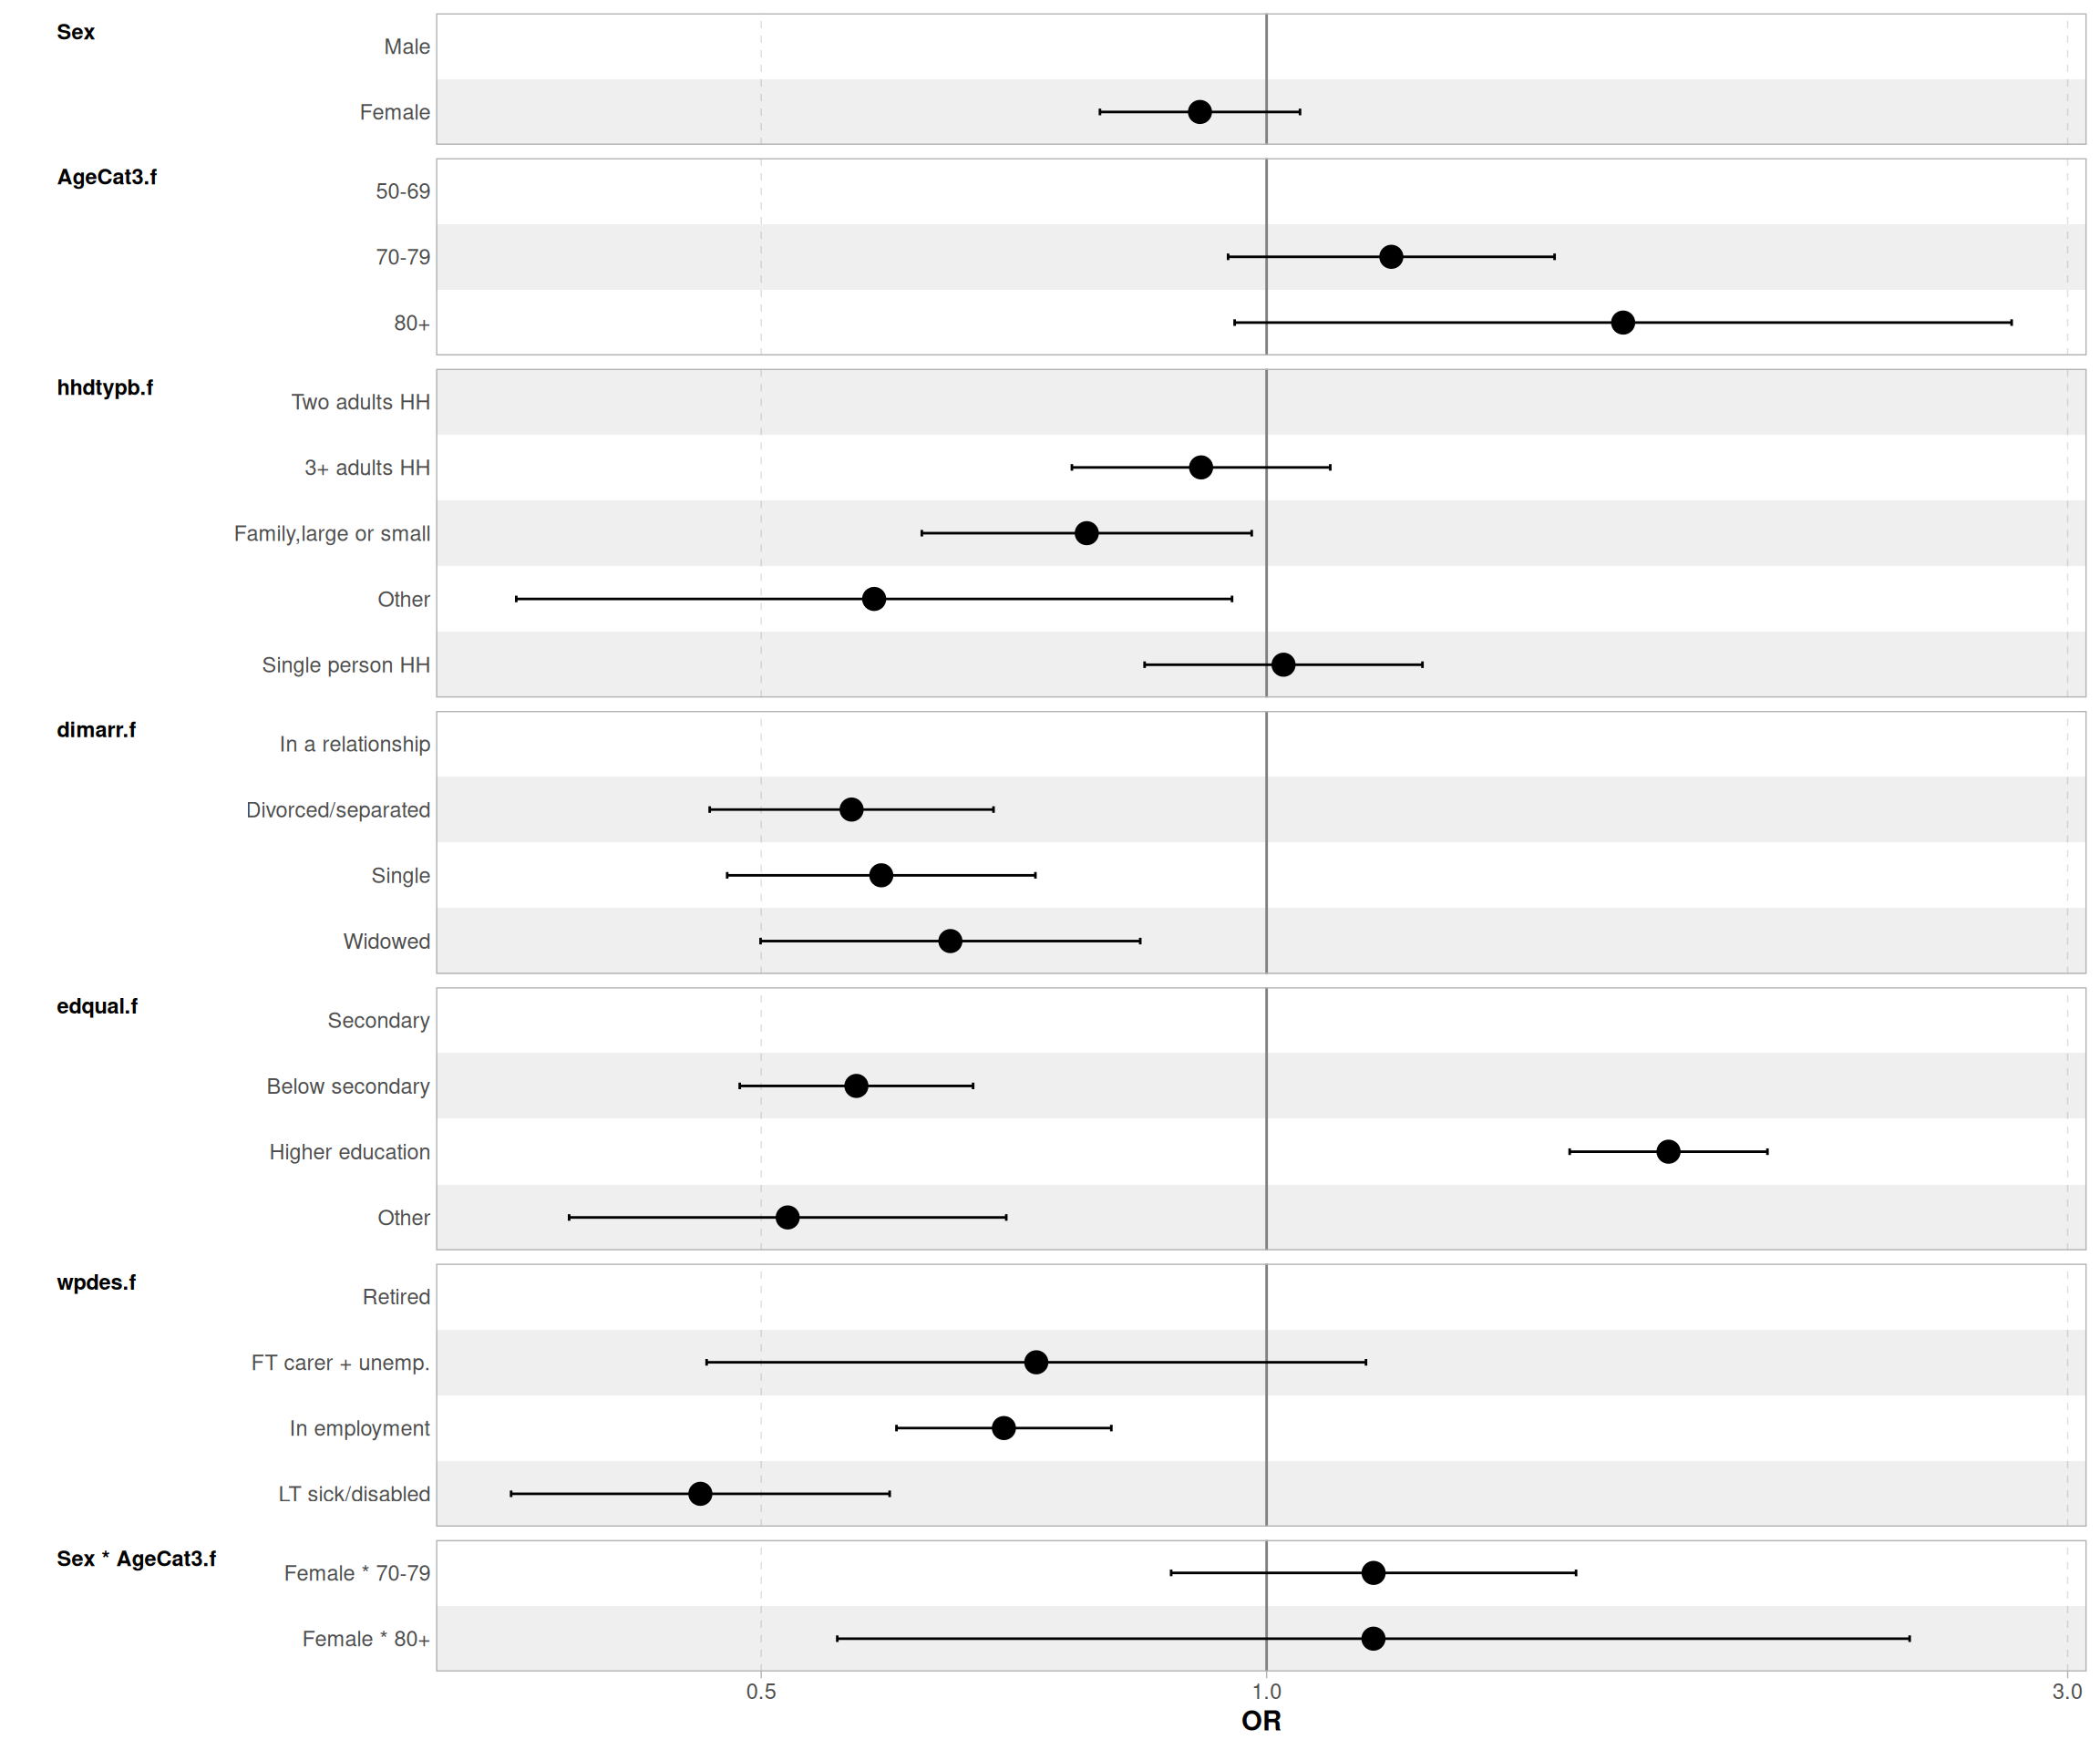 Sex
Male
Female
AgeCat3.f
50-69
70-79
80+
hhdtypb.f
Two adults HH
3+ adults HH
Family,large or small
Other
Single person HH
dimarr.f
In a relationship
Divorced/separated
Single
Widowed
edqual.f
Secondary
Below secondary
Higher education
Other
wpdes.f
Retired
FT carer + unemp.
In employment
LT sick/disabled
Sex * AgeCat3.f
Female * 70-79
Female * 80+
0.5 1.0 3.0
OR